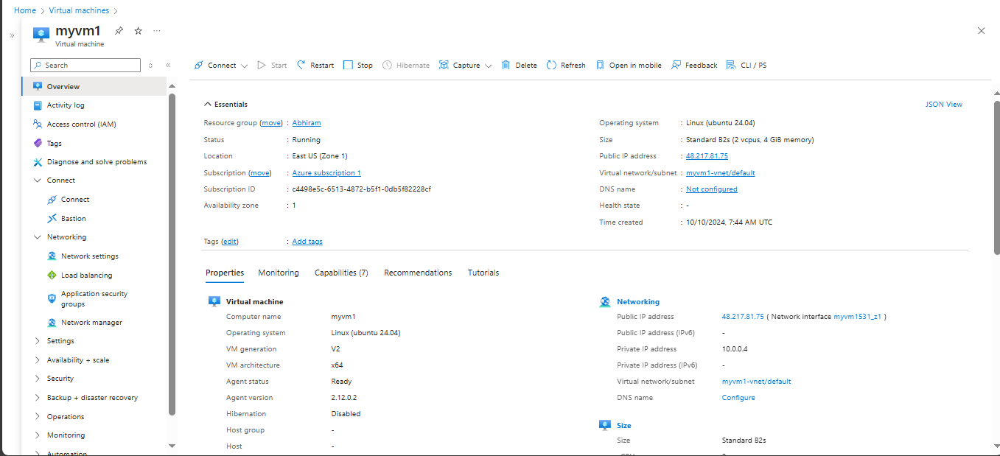 Home > Virtual machines >
myvm1
Virtual machine
Search
Overview
Activity log
Access control (IAM)
Tags
Diagnose and solve problems
Connect
Connect
Bastion
Networking
Network settings
Load balancing
Application security
groups
Network manager
Settings
Availability + scale
Security
Backup + disaster recovery
Operations
Monitoring
Automation
Connect Start Restart Stop Hibernate Capture Delete Refresh Open in mobile Feedback CLI / PS
Essentials
JSON View
Resource group (move) : Abhiram
Status : Running
Location : East US (Zone 1)
Subscription (move) : Azure subscription 1
Subscription ID : c4498e5c-6513-4872-b5f1-0db5f82228cf
Availability zone : 1
Operating system : Linux (ubuntu 24.04)
Size : Standard B2s (2 vcpus, 4 GiB memory)
Public IP address : 48.217.81.75
Virtual network/subnet : myvm1-vnet/default
DNS name : Not configured
Health state : -
Time created : 10/10/2024, 7:44 AM UTC
Tags (edit) : Add tags
Properties Monitoring Capabilities (7) Recommendations Tutorials
Virtual machine
Computer name myvm1
Operating system Linux (ubuntu 24.04)
VM generation V2
VM architecture x64
Agent status Ready
Agent version 2.12.0.2
Hibernation Disabled
Host group -
Host -
Networking
Public IP address 48.217.81.75 ( Network interface myvm1531_z1 )
Public IP address (IPv6) -
Private IP address 10.0.0.4
Private IP address (IPv6) -
Virtual network/subnet myvm1-vnet/default
DNS name Configure
Size
Size Standard B2s